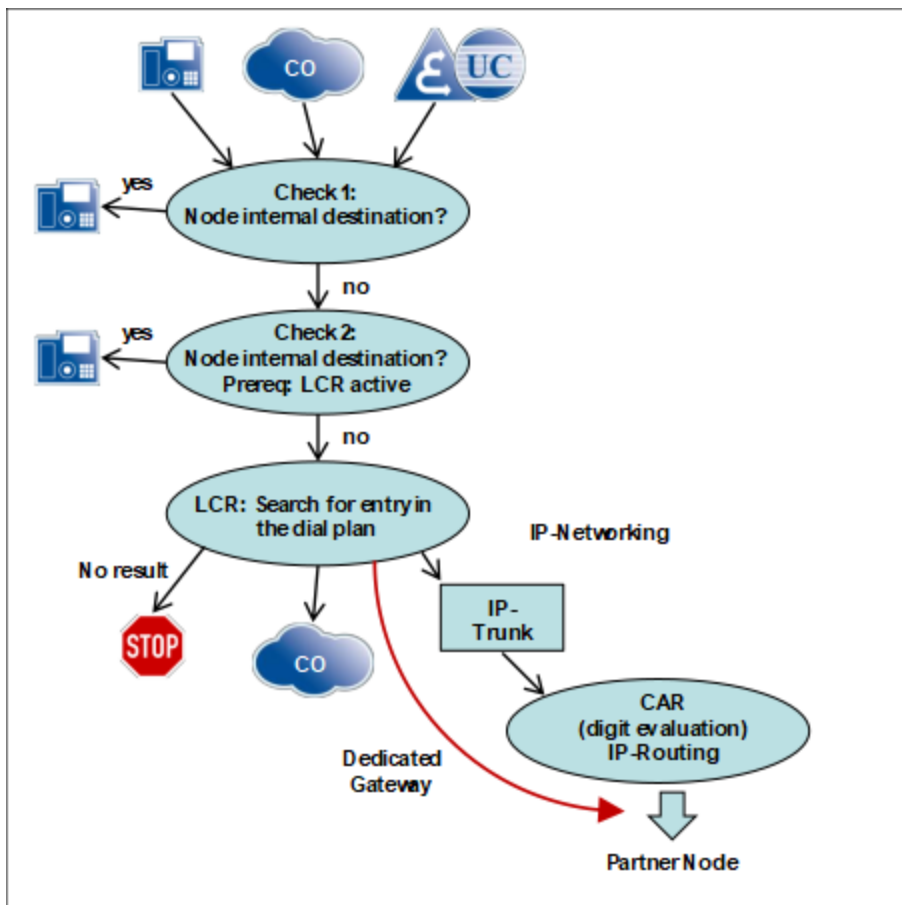 CO
UC
yes
Check 1:
Node internal destination?
no
yes
Check 2:
Node internal destination?
Prereq: LCR active
no
LCR: Search for entry in
the dial plan
IP-Networking
No result
IP-
Trunk
STOP
CO
CAR
(digit evaluation)
IP-Routing
Dedicated
Gateway
Partner Node